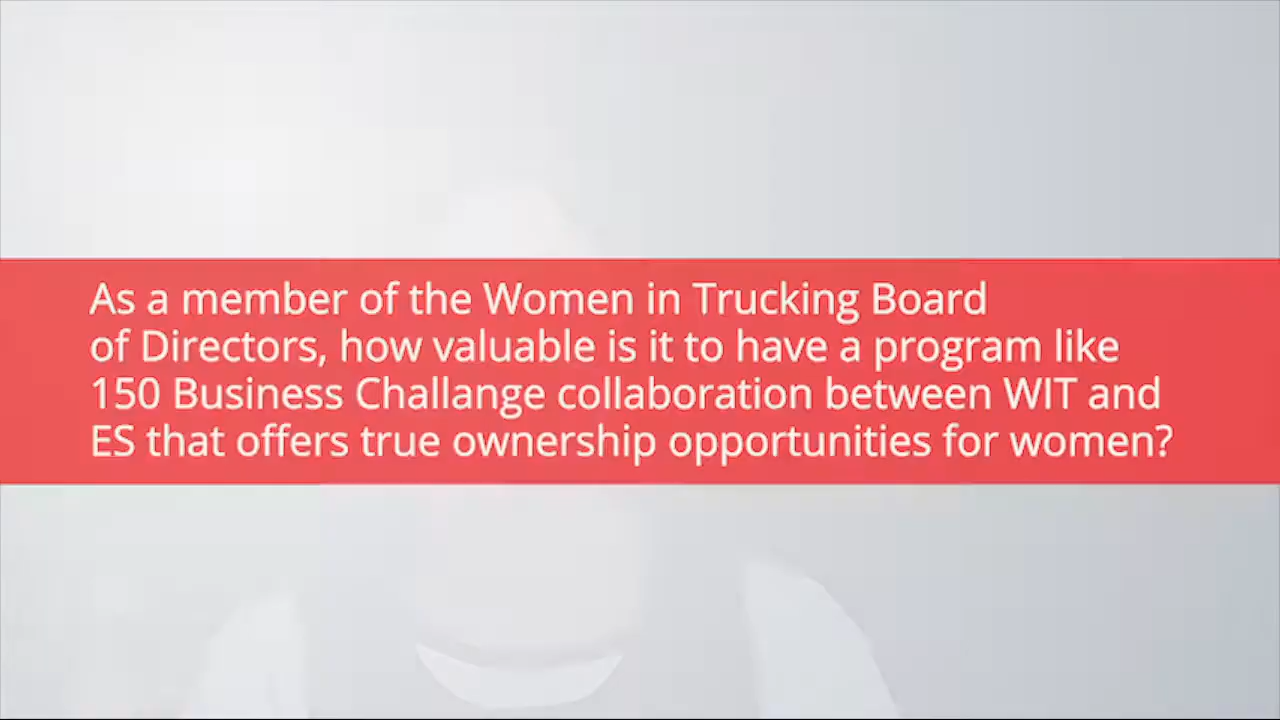 As a member of the Women in Trucking Board
of Directors, how valuable is it to have a program like
150 Business Challange collaboration between WIT and
ES that offers true ownership opportunities for women?